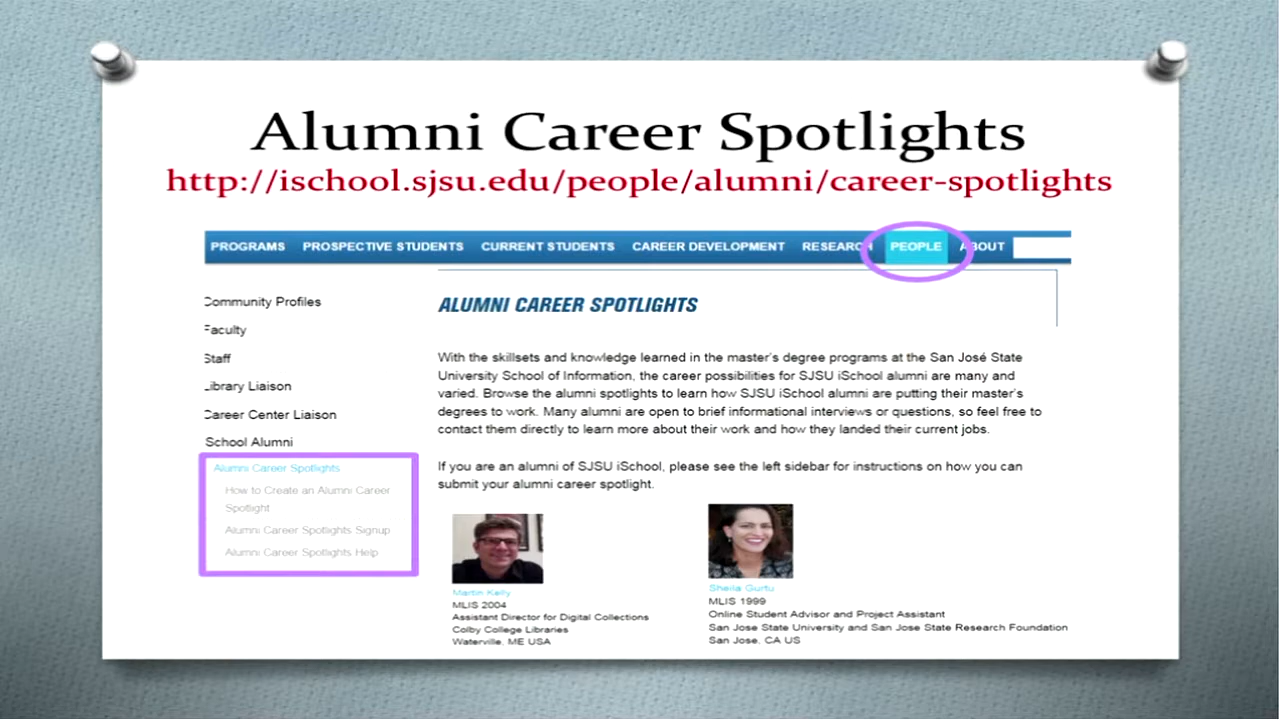 Alumni Career Spotlights
http://ischool.sjsu.edu/people/alumni/career-spotlights
PROGRAMS PROSPECTIVE STUDENTS CURRENT STUDENTS CAREER DEVELOPMENT RESEARCH PEOPLE ABOUT
Community Profiles
Faculty
Staff
Library Liaison
Career Center Liaison
School Alumni
Alumni Career Spotlights
How to Create an Alumni Career
Spotlight
Alumni Career Spotlights Signup
Alumni Career Spotlights Help
ALUMNI CAREER SPOTLIGHTS
With the skillsets and knowledge learned in the master's degree programs at the San José State
University School of Information, the career possibilities for SJSU iSchool alumni are many and
varied. Browse the alumni spotlights to learn how SJSU iSchool alumni are putting their master's
degrees to work. Many alumni are open to brief informational interviews or questions, so feel free to
contact them directly to learn more about their work and how they landed their current jobs.
If you are an alumni of SJSU iSchool, please see the left sidebar for instructions on how you can
submit your alumni career spotlight.
Martin Kelly
MLIS 2004
Assistant Director for Digital Collections
Colby College Libraries
Waterville, ME USA
Sheila Gurtu
MLIS 1999
Online Student Advisor and Project Assistant
San Jose State University and San Jose State Research Foundation
San Jose, CA US